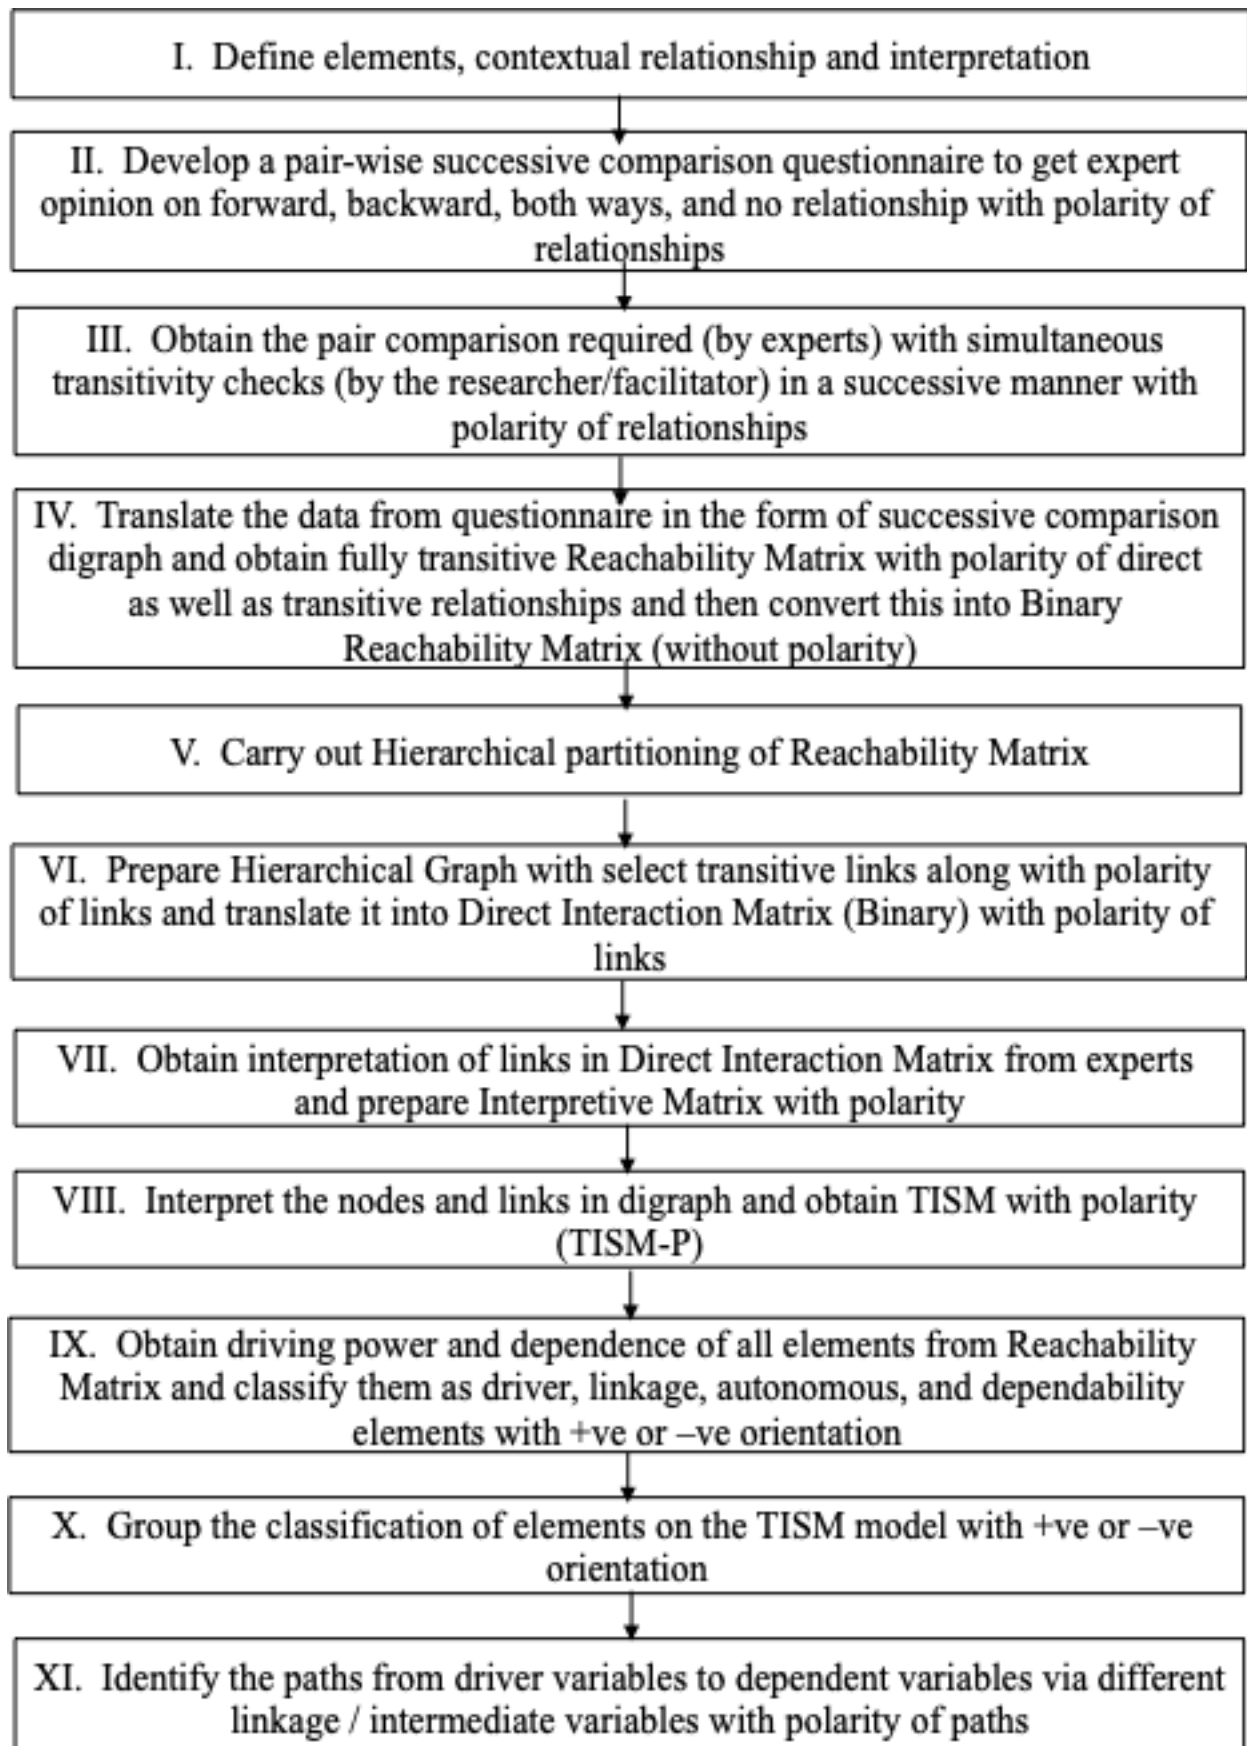 I. Define elements, contextual relationship and interpretation
II. Develop a pair-wise successive comparison questionnaire to get expert
opinion on forward, backward, both ways, and no relationship with polarity of
relationships
III. Obtain the pair comparison required (by experts) with simultaneous
transitivity checks (by the researcher/facilitator) in a successive manner with
polarity of relationships
IV. Translate the data from questionnaire in the form of successive comparison
digraph and obtain fully transitive Reachability Matrix with polarity of direct
as well as transitive relationships and then convert this into Binary
Reachability Matrix (without polarity)
V. Carry out Hierarchical partitioning of Reachability Matrix
VI. Prepare Hierarchical Graph with select transitive links along with polarity
of links and translate it into Direct Interaction Matrix (Binary) with polarity of
links
VII. Obtain interpretation of links in Direct Interaction Matrix from experts
and prepare Interpretive Matrix with polarity
VIII. Interpret the nodes and links in digraph and obtain TISM with polarity
(TISM-P)
IX. Obtain driving power and dependence of all elements from Reachability
Matrix and classify them as driver, linkage, autonomous, and dependability
elements with +ve or –ve orientation
X. Group the classification of elements on the TISM model with +ve or –ve
orientation
XI. Identify the paths from driver variables to dependent variables via different
linkage / intermediate variables with polarity of paths